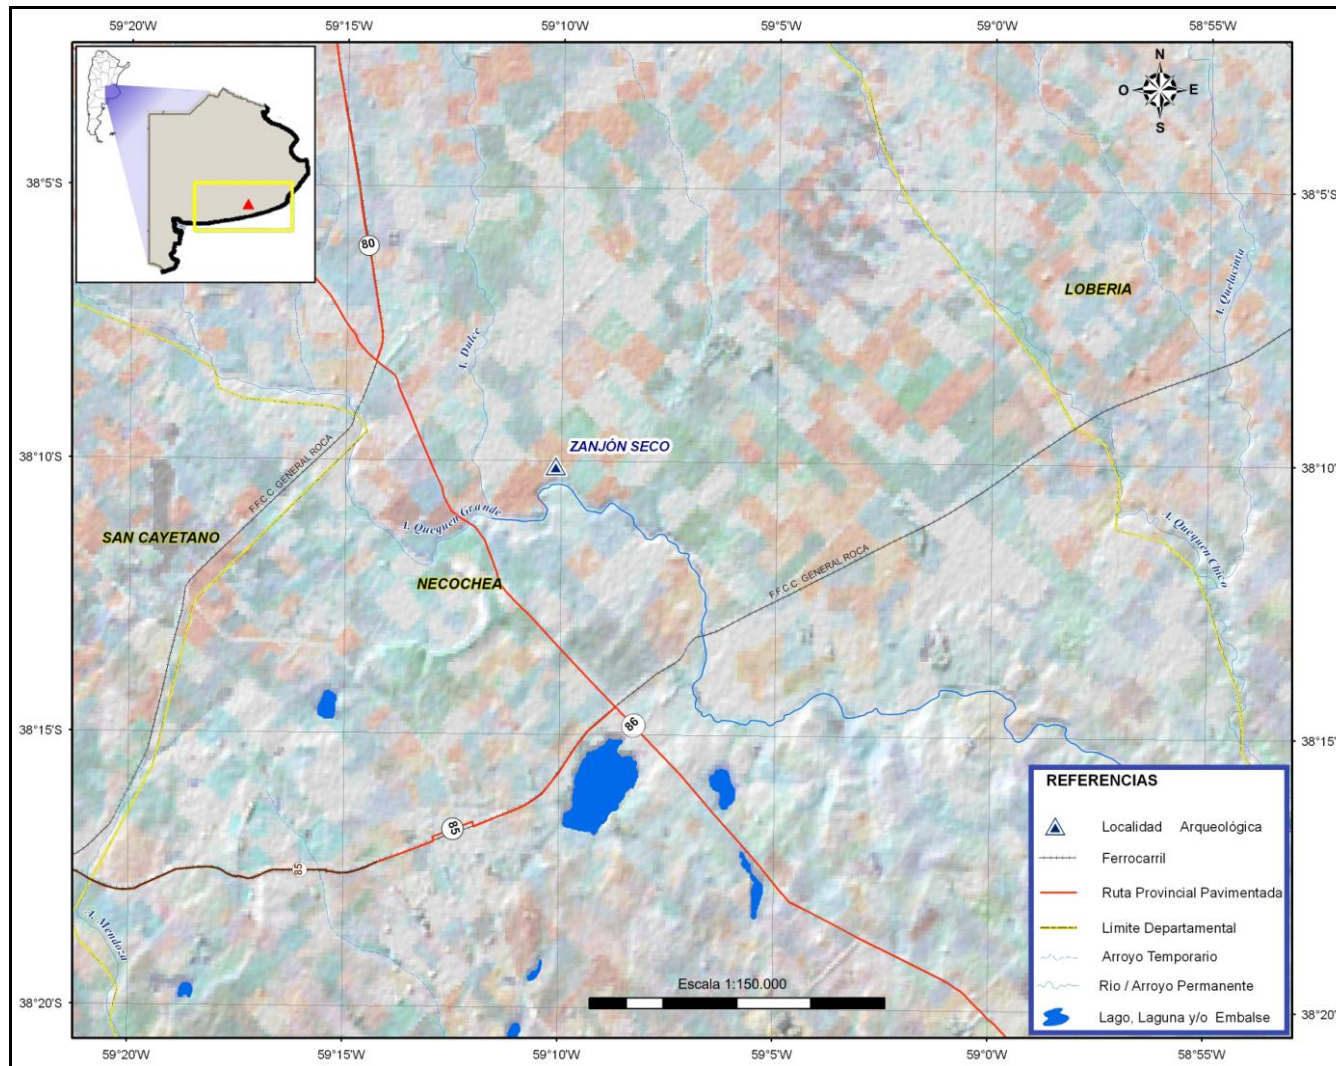 59°20'W 59°15'W 59°10'W 59°5'W 59°0'W 58°55'W
N
O E
S
38°5'S
38°5'S
80
LOBERIA
A. Quelacinta
A. Dulce
ZANJÓN SECO
38°10'S
38°10'S
F.F.C.C. GENERAL ROCA
A. Quequen Grande
SAN CAYETANO
A. Quequen Chico
NECOCHEA
F.F.C.C. GENERAL ROCA
86
38°15'S
38°15'S
85
85
A. Mendoza
REFERENCIAS
Localidad Arqueológica
Ferrocarril
Ruta Provincial Pavimentada
Límite Departamental
Arroyo Temporario
Río / Arroyo Permanente
Lago, Laguna y/o Embalse
Escala 1:150.000
38°20'S
38°20'S
59°20'W 59°15'W 59°10'W 59°5'W 59°0'W 58°55'W